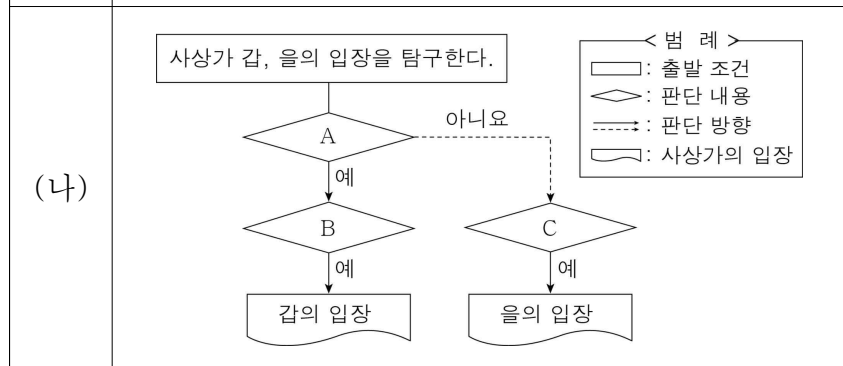 사상가 갑, 을의 입장을 탐구한다.
범 례
: 출발 조건
: 판단 내용
: 판단 방향
: 사상가의 입장
A
아니요
예
(나)
B
C
예
예
갑의 입장
을의 입장